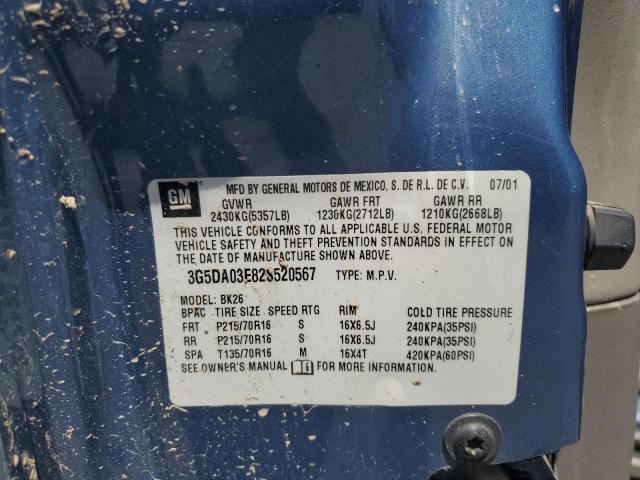 GM
MFD BY GENERAL MOTORS DE MEXICO. S. DE R.L. DE C.V. 07/01
GVWR GAWR FRT GAWR RR
2430KG(5357LB) 1230KG(2712LB) 1210KG(2668LB)
THIS VEHICLE CONFORMS TO ALL APPLICABLE U.S. FEDERAL MOTOR
VEHICLE SAFETY AND THEFT PREVENTION STANDARDS IN EFFECT ON
THE DATE OF MANUFACTURE SHOWN ABOVE.
3G5DA03E82S520567 TYPE: M.P.V.
MODEL: BK26
BPAC TIRE SIZE SPEED RTG RIM COLD TIRE PRESSURE
FRT P215/70R16 S 16X6.5J 240KPA(35PSI)
RR P215/70R16 S 16X6.5J 240KPA(35PSI)
SPA T135/70R16 M 16X4T 420KPA(60PSI)
SEE OWNER'S MANUAL FOR MORE INFORMATION.